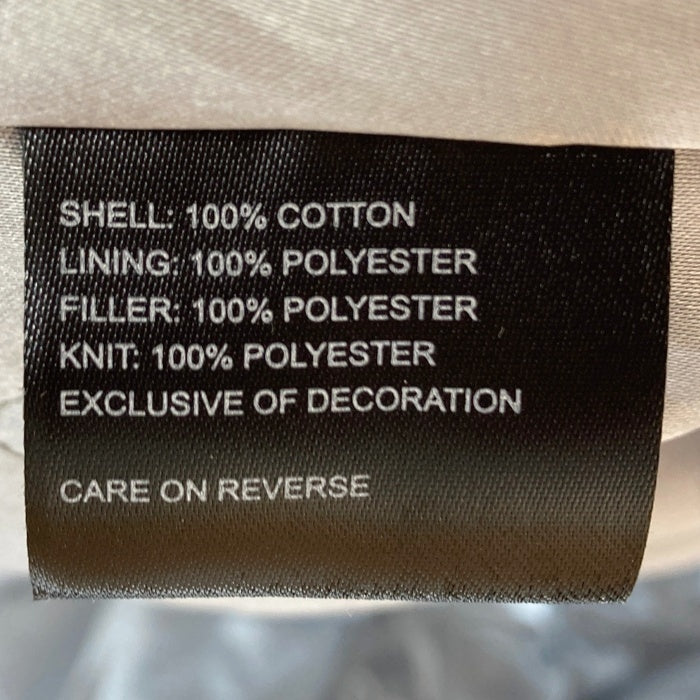 SHELL: 100% COTTON
LINING: 100% POLYESTER
FILLER: 100% POLYESTER
KNIT: 100% POLYESTER
EXCLUSIVE OF DECORATION
CARE ON REVERSE